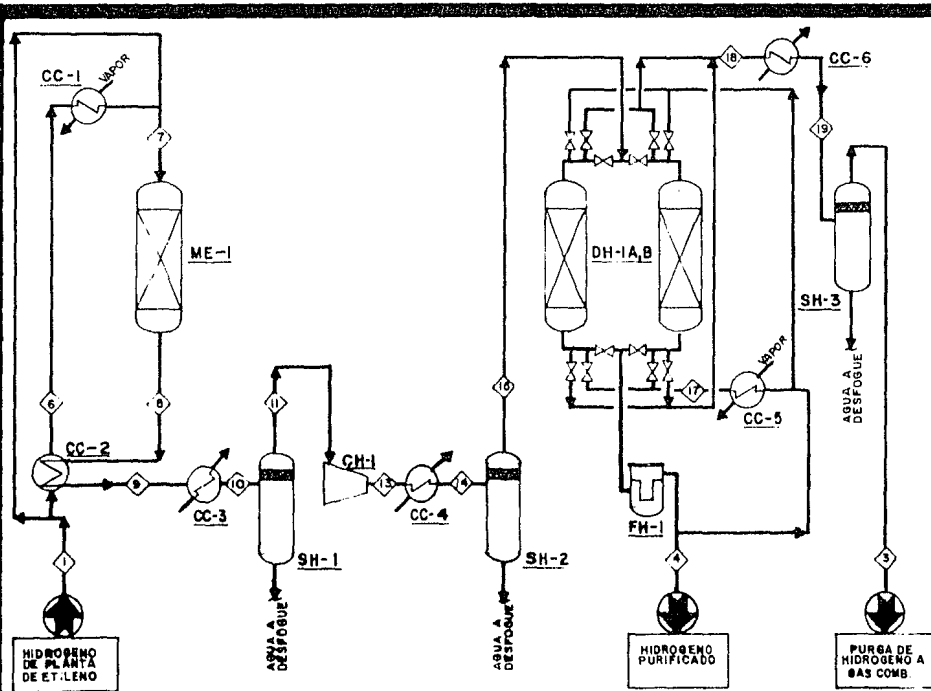 CC-1
VAPOR
7
ME-1
6
8
CC-2
9
CC-3
10
11
SH-1
CH-1
13
CC-4
14
16
SH-2
DH-1A,B
18
CC-6
19
SH-3
17
VAPOR
CC-5
FH-1
1
4
3
AGUA A
DESFOGUE
AGUA A
DESFOGUE
AGUA A
DESFOGUE
HIDROGENO
DE PLANTA
DE ETILENO
HIDROGENO
PURIFICADO
PURGA DE
HIDROGENO A
GAS COMB.